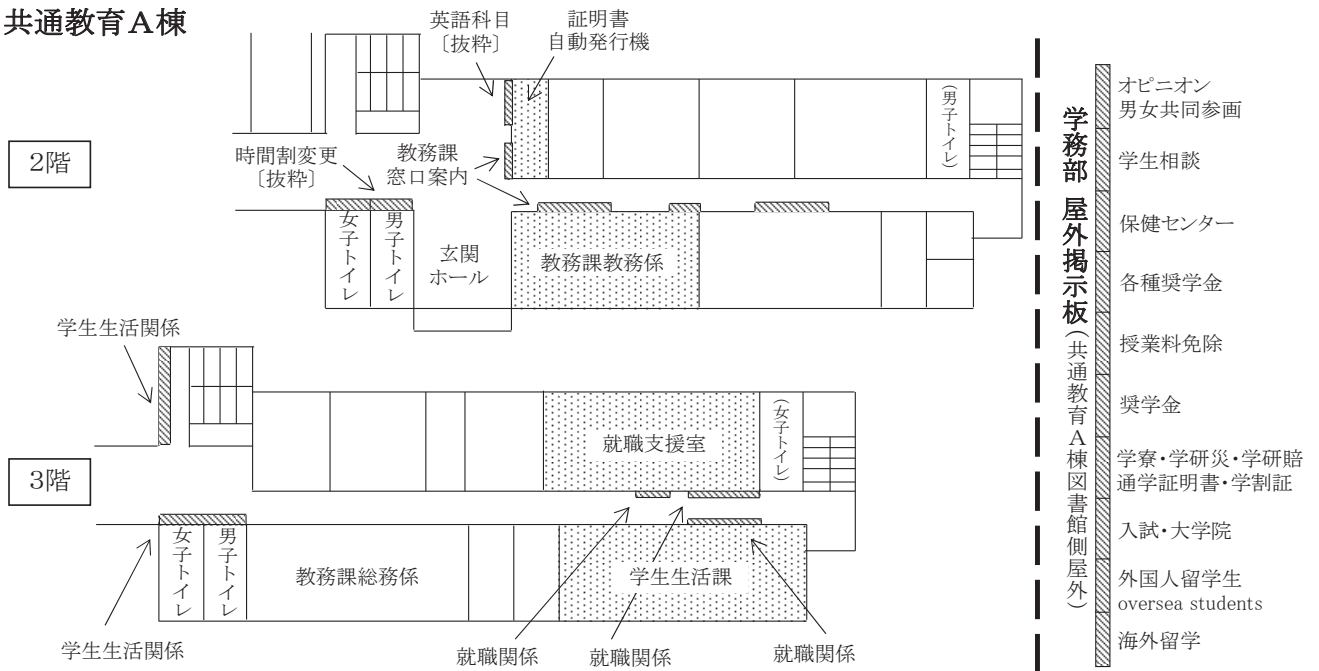 共通教育A棟
英語科目
〔抜粋〕
証明書
自動発行機
2階
時間割変更
〔抜粋〕
教務課
窓口案内
(男子トイレ)
女子トイレ
男子トイレ
玄関
ホール
教務課教務係
学生生活関係
3階
就職支援室
(女子トイレ)
女子トイレ
男子トイレ
教務課総務係
学生生活課
学生生活関係
就職関係
就職関係
就職関係
学務部 屋外掲示板(共通教育A棟図書館側屋外)
オピニオン
男女共同参画
学生相談
保健センター
各種奨学金
授業料免除
奨学金
学寮・学研災・学研賠
通学証明書・学割証
入試・大学院
外国人留学生
oversea students
海外留学